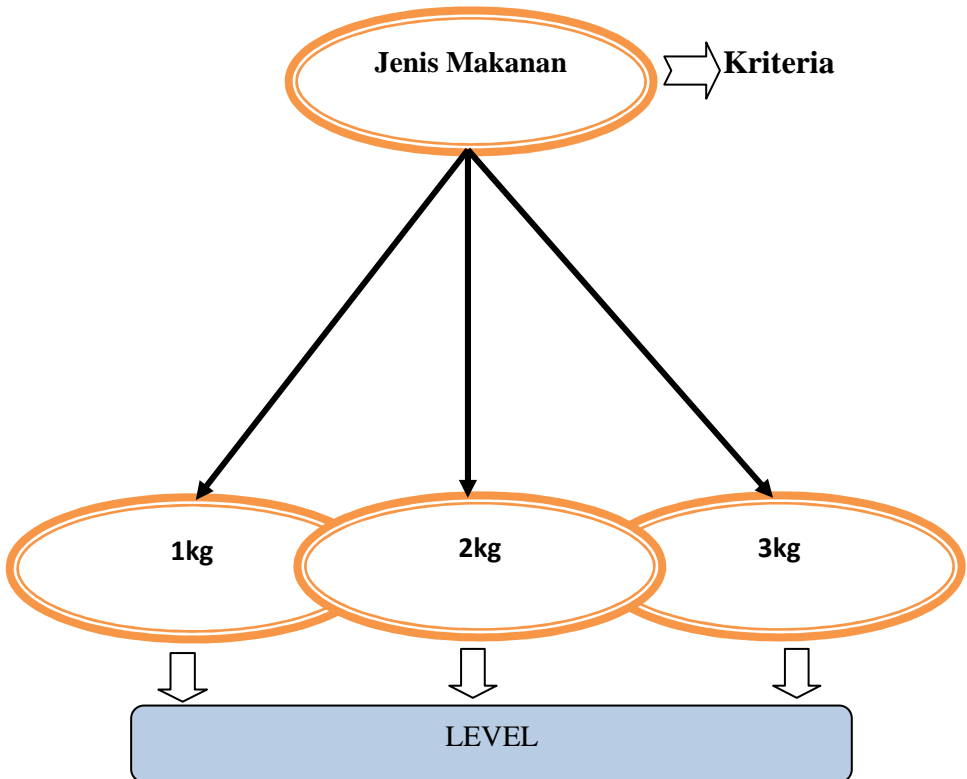 Jenis Makanan
Kriteria
1kg
2kg
3kg
LEVEL